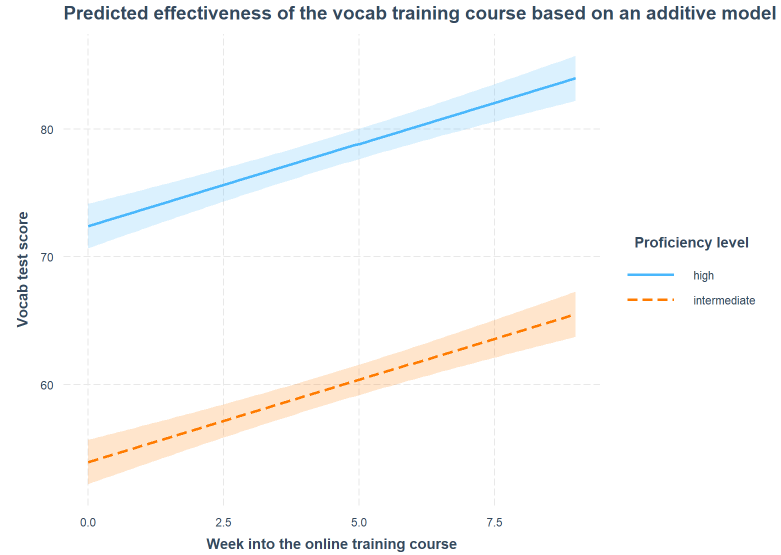 Predicted effectiveness of the vocab training course based on an additive model
80
70
60
Vocab test score
0.0 2.5 5.0 7.5
Week into the online training course
Proficiency level
high
intermediate